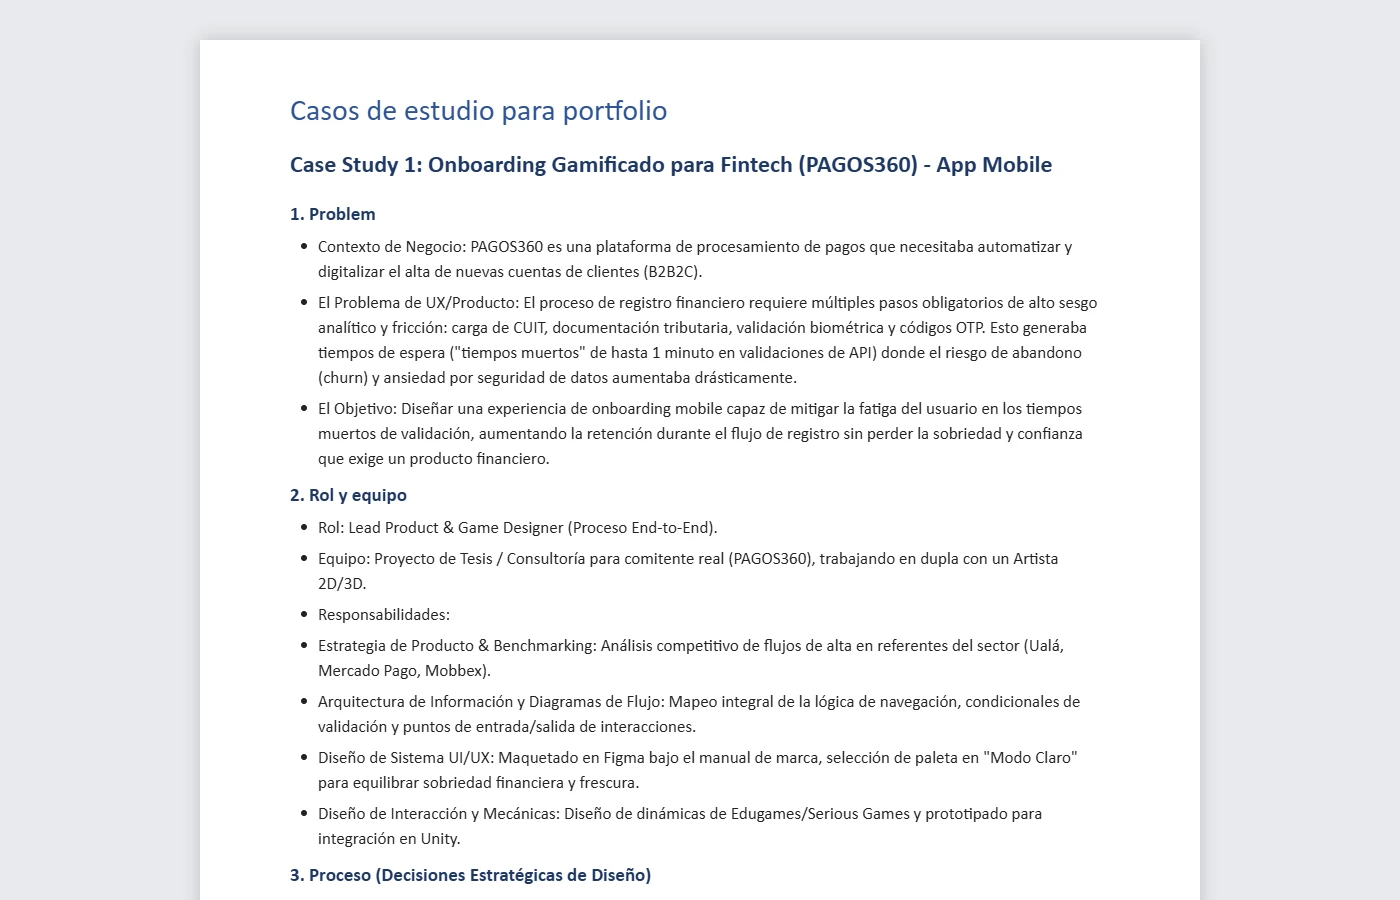 Casos de estudio para portfolio
Case Study 1: Onboarding Gamificado para Fintech (PAGOS360) - App Mobile
1. Problem
• Contexto de Negocio: PAGOS360 es una plataforma de procesamiento de pagos que necesitaba automatizar y
digitalizar el alta de nuevas cuentas de clientes (B2B2C).
• El Problema de UX/Producto: El proceso de registro financiero requiere múltiples pasos obligatorios de alto sesgo
analítico y fricción: carga de CUIT, documentación tributaria, validación biométrica y códigos OTP. Esto generaba
tiempos de espera ("tiempos muertos" de hasta 1 minuto en validaciones de API) donde el riesgo de abandono
(churn) y ansiedad por seguridad de datos aumentaba drásticamente.
• El Objetivo: Diseñar una experiencia de onboarding mobile capaz de mitigar la fatiga del usuario en los tiempos
muertos de validación, aumentando la retención durante el flujo de registro sin perder la sobriedad y confianza
que exige un producto financiero.
2. Rol y equipo
• Rol: Lead Product & Game Designer (Proceso End-to-End).
• Equipo: Proyecto de Tesis / Consultoría para comitente real (PAGOS360), trabajando en dupla con un Artista
2D/3D.
• Responsabilidades:
• Estrategia de Producto & Benchmarking: Análisis competitivo de flujos de alta en referentes del sector (Ualá,
Mercado Pago, Mobbex).
• Arquitectura de Información y Diagramas de Flujo: Mapeo integral de la lógica de navegación, condicionales de
validación y puntos de entrada/salida de interacciones.
• Diseño de Sistema UI/UX: Maquetado en Figma bajo el manual de marca, selección de paleta en "Modo Claro"
para equilibrar sobriedad financiera y frescura.
• Diseño de Interacción y Mecánicas: Diseño de dinámicas de Edugames/Serious Games y prototipado para
integración en Unity.
3. Proceso (Decisiones Estratégicas de Diseño)